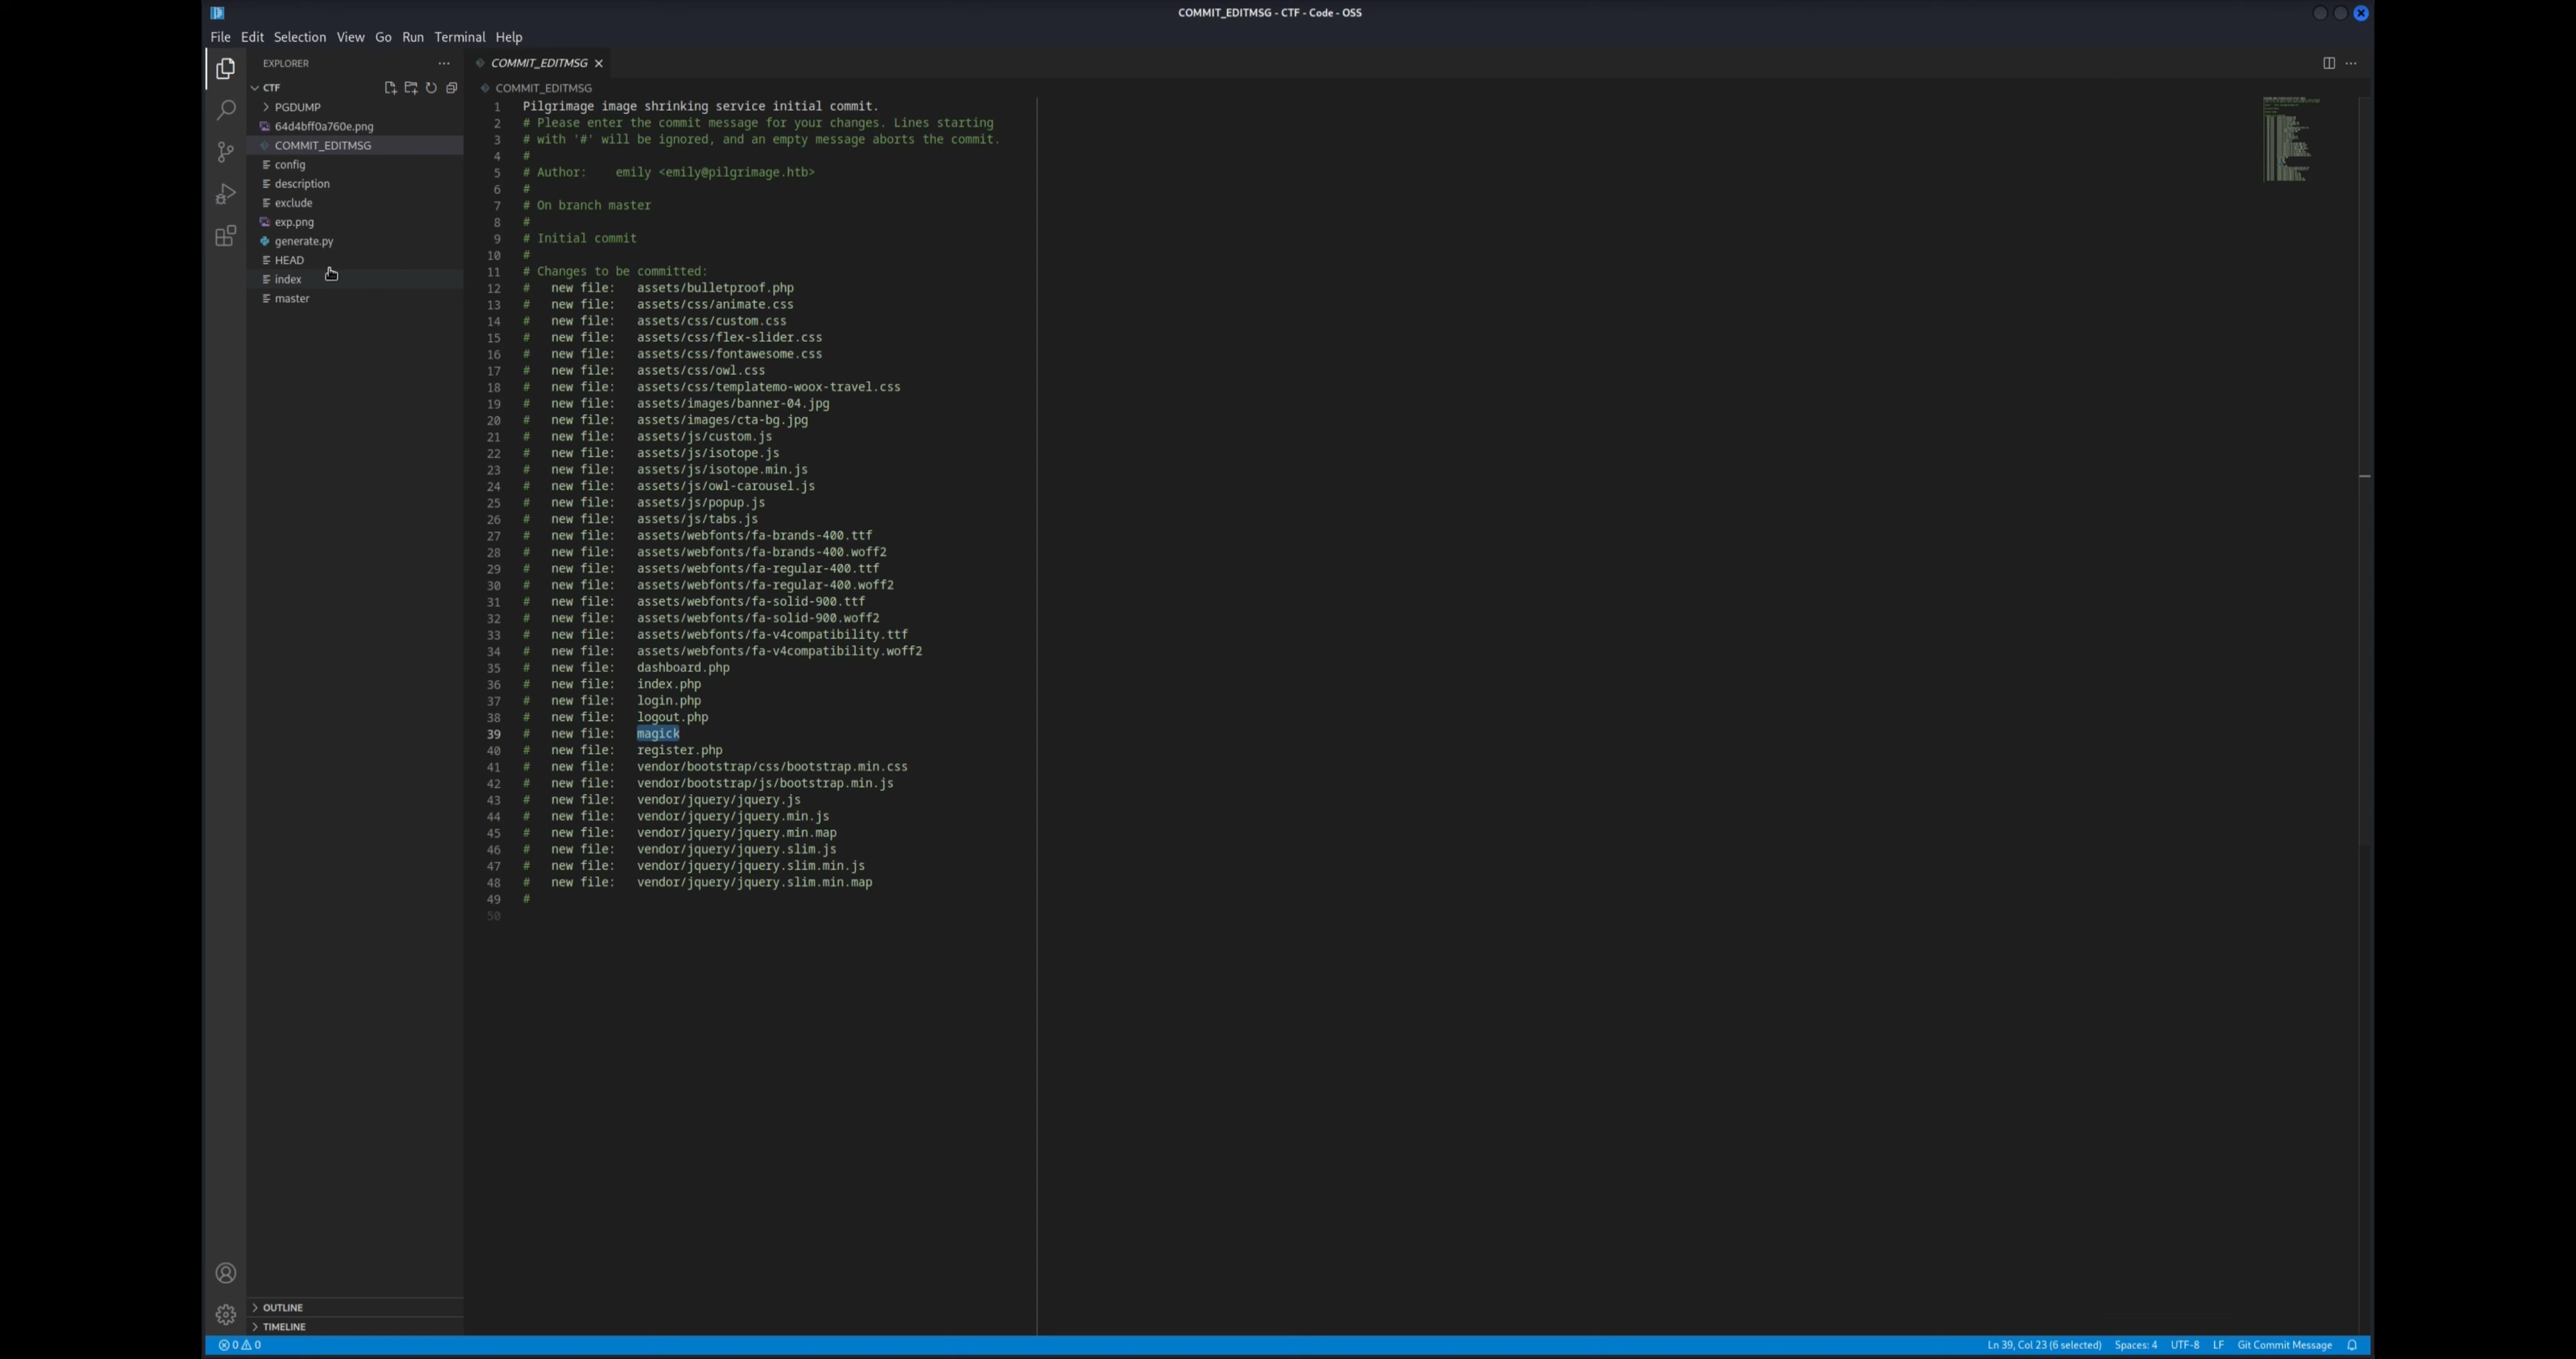 COMMIT_EDITMSG - CTF - Code - OSS
File Edit Selection View Go Run Terminal Help
EXPLORER
CTF
PGDUMP
64d4bff0a760e.png
COMMIT_EDITMSG
config
description
exclude
exp.png
generate.py
HEAD
index
master
OUTLINE
TIMELINE
COMMIT_EDITMSG
COMMIT_EDITMSG
1 Pilgrimage image shrinking service initial commit.
2 # Please enter the commit message for your changes. Lines starting
3 # with '#' will be ignored, and an empty message aborts the commit.
4 #
5 # Author: emily <emily@pilgrimage.htb>
6 #
7 # On branch master
8 #
9 # Initial commit
10 #
11 # Changes to be committed:
12 # new file: assets/bulletproof.php
13 # new file: assets/css/animate.css
14 # new file: assets/css/custom.css
15 # new file: assets/css/flex-slider.css
16 # new file: assets/css/fontawesome.css
17 # new file: assets/css/owl.css
18 # new file: assets/css/templatemo-woox-travel.css
19 # new file: assets/images/banner-04.jpg
20 # new file: assets/images/cta-bg.jpg
21 # new file: assets/js/custom.js
22 # new file: assets/js/isotope.js
23 # new file: assets/js/isotope.min.js
24 # new file: assets/js/owl-carousel.js
25 # new file: assets/js/popup.js
26 # new file: assets/js/tabs.js
27 # new file: assets/webfonts/fa-brands-400.ttf
28 # new file: assets/webfonts/fa-brands-400.woff2
29 # new file: assets/webfonts/fa-regular-400.ttf
30 # new file: assets/webfonts/fa-regular-400.woff2
31 # new file: assets/webfonts/fa-solid-900.ttf
32 # new file: assets/webfonts/fa-solid-900.woff2
33 # new file: assets/webfonts/fa-v4compatibility.ttf
34 # new file: assets/webfonts/fa-v4compatibility.woff2
35 # new file: dashboard.php
36 # new file: index.php
37 # new file: login.php
38 # new file: logout.php
39 # new file: magick
40 # new file: register.php
41 # new file: vendor/bootstrap/css/bootstrap.min.css
42 # new file: vendor/bootstrap/js/bootstrap.min.js
43 # new file: vendor/jquery/jquery.js
44 # new file: vendor/jquery/jquery.min.js
45 # new file: vendor/jquery/jquery.min.map
46 # new file: vendor/jquery/jquery.slim.js
47 # new file: vendor/jquery/jquery.slim.min.js
48 # new file: vendor/jquery/jquery.slim.min.map
49 #
50
0 0 Ln 39, Col 23 (6 selected) Spaces: 4 UTF-8 LF Git Commit Message